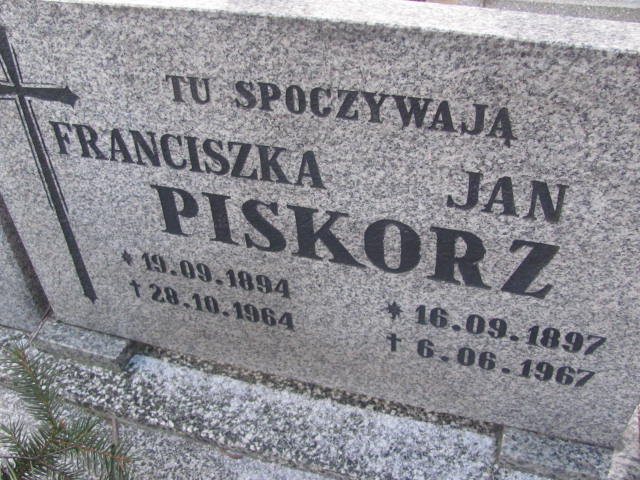 TU SPOCZYWAJĄ
FRANCISZKA JAN
PISKORZ
* 19.09.1894
† 28.10.1964
* 16.09.1897
† 6.06.1967